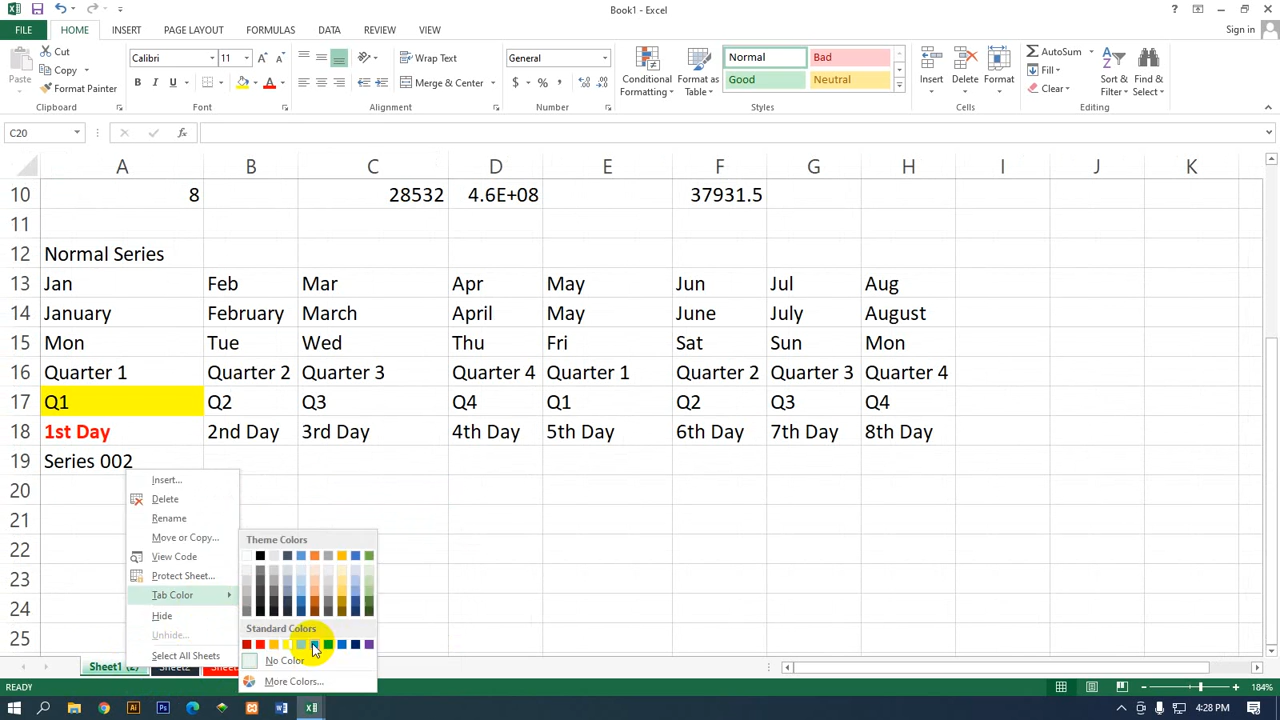 Book1 - Excel
FILE HOME INSERT PAGE LAYOUT FORMULAS DATA REVIEW VIEW Sign in
Paste Cut Copy Format Painter Clipboard
Calibri 11 B I U Font
Wrap Text Merge & Center Alignment
General $ % , Number
Conditional Formatting Format as Table Normal Bad Good Neutral Styles
Insert Delete Format Cells
AutoSum Fill Clear Sort & Filter Find & Select Editing
C20 fx
A B C D E F G H I J K
10 8 28532 4.6E+08 37931.5
11
12 Normal Series
13 Jan Feb Mar Apr May Jun Jul Aug
14 January February March April May June July August
15 Mon Tue Wed Thu Fri Sat Sun Mon
16 Quarter 1 Quarter 2 Quarter 3 Quarter 4 Quarter 1 Quarter 2 Quarter 3 Quarter 4
17 Q1 Q2 Q3 Q4 Q1 Q2 Q3 Q4
18 1st Day 2nd Day 3rd Day 4th Day 5th Day 6th Day 7th Day 8th Day
19 Series 002
20
21
22
23
24
25
Insert...
Delete
Rename
Move or Copy...
View Code
Protect Sheet...
Tab Color
Hide
Unhide...
Select All Sheets
Theme Colors
Standard Colors
No Color
More Colors...
Sheet1 (2) Sheet2
READY 184%
4:28 PM